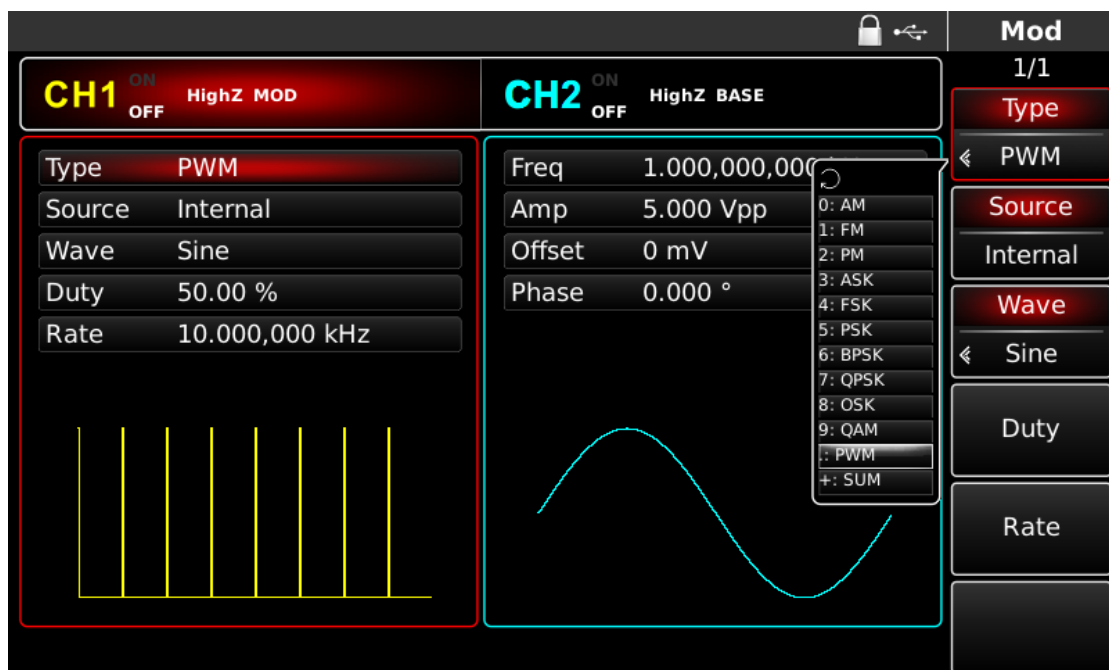 Mod
1/1
CH1 ON OFF HighZ MOD
CH2 ON OFF HighZ BASE
Type PWM
Source Internal
Wave Sine
Duty 50.00 %
Rate 10.000,000 kHz
Freq 1.000,000,000
Amp 5.000 Vpp
Offset 0 mV
Phase 0.000 °
0: AM
1: FM
2: PM
3: ASK
4: FSK
5: PSK
6: BPSK
7: QPSK
8: OSK
9: QAM
.: PWM
+: SUM
Type
PWM
Source
Internal
Wave
Sine
Duty
Rate